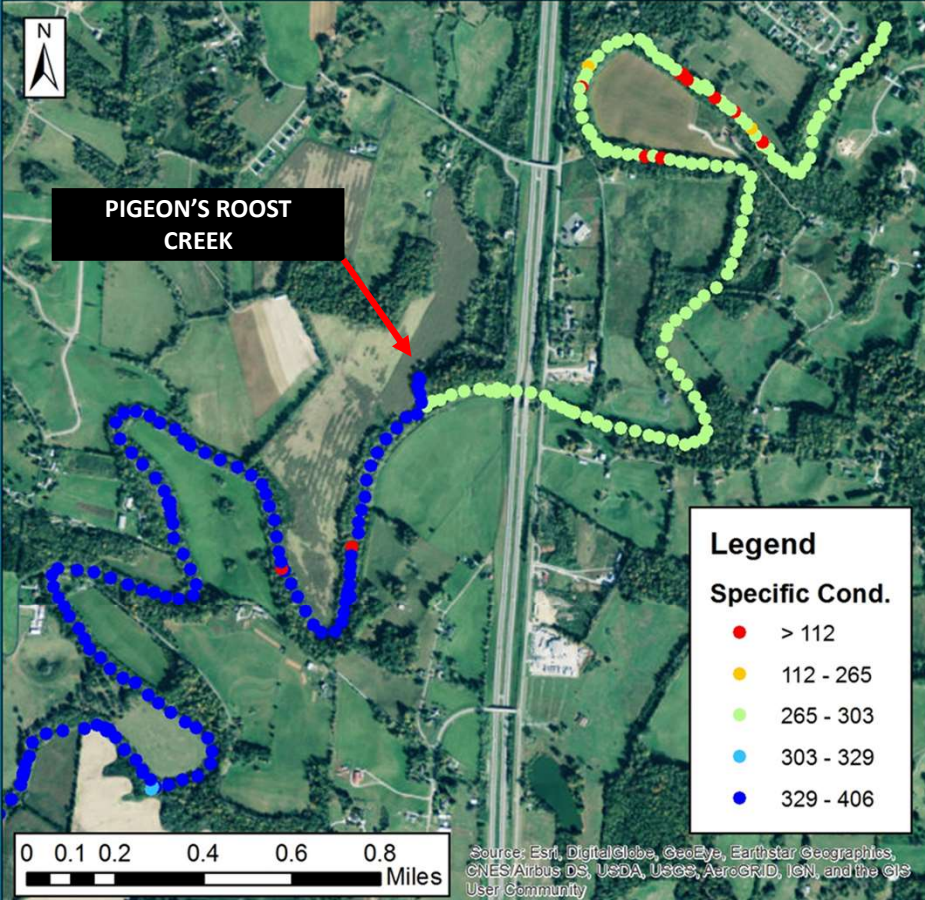 N
PIGEON’S ROOST
CREEK
Legend
Specific Cond.
> 112
112 - 265
265 - 303
303 - 329
329 - 406
0 0.1 0.2 0.4 0.6 0.8
Miles
Source: Esri, DigitalGlobe, GeoEye, Earthstar Geographics,
CNES/Airbus DS, USDA, USGS, AeroGRID, IGN, and the GIS
User Community